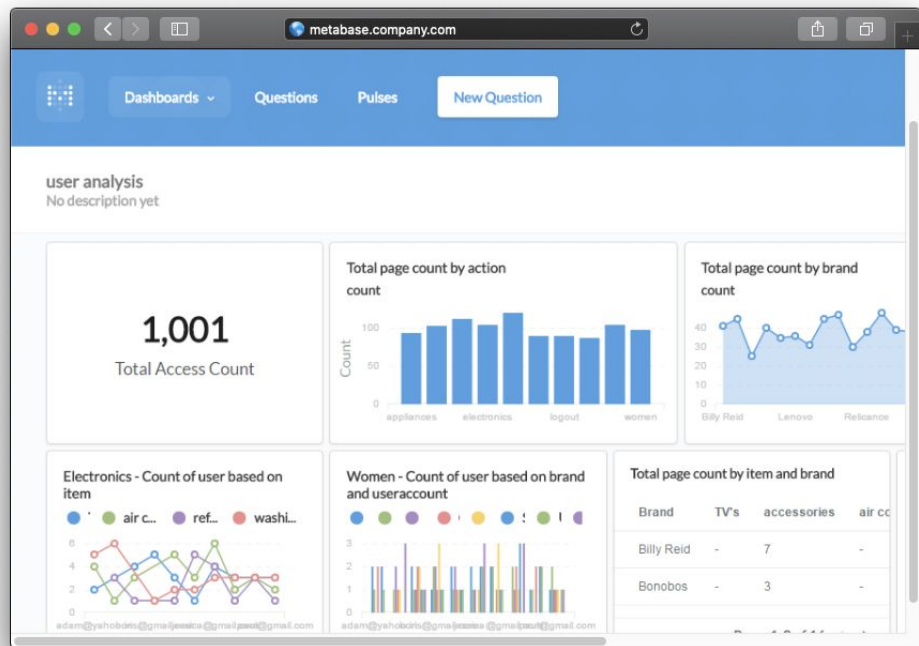 metabase.company.com
Dashboards
Questions
Pulses
New Question
user analysis
No description yet
1,001
Total Access Count
Total page count by action
count
Count
100
50
0
appliances electronics logout women
Total page count by brand
count
40
30
20
10
0
Billy Reid Lenovo Relicance
Electronics - Count of user based on
item
air c... ref... washi...
6
4
2
0
Women - Count of user based on brand
and useraccount
3
2
1
0
Total page count by item and brand
Brand TV's accessories air co
Billy Reid - 7 -
Bonobos - 3 -